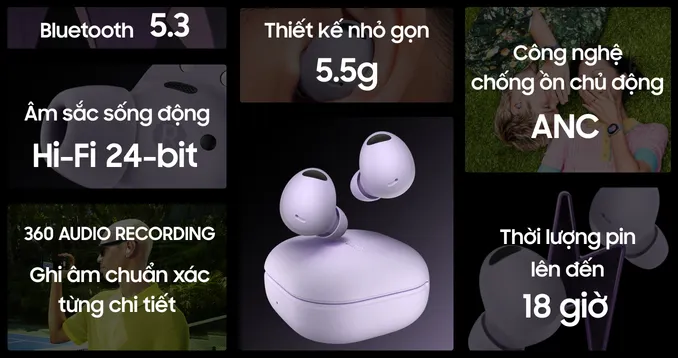 Bluetooth 5.3
Âm sắc sống động
Hi-Fi 24-bit
360 AUDIO RECORDING
Ghi âm chuẩn xác
từng chi tiết
Thiết kế nhỏ gọn
5.5g
Công nghệ
chống ồn chủ động
ANC
Thời lượng pin
lên đến
18 giờ